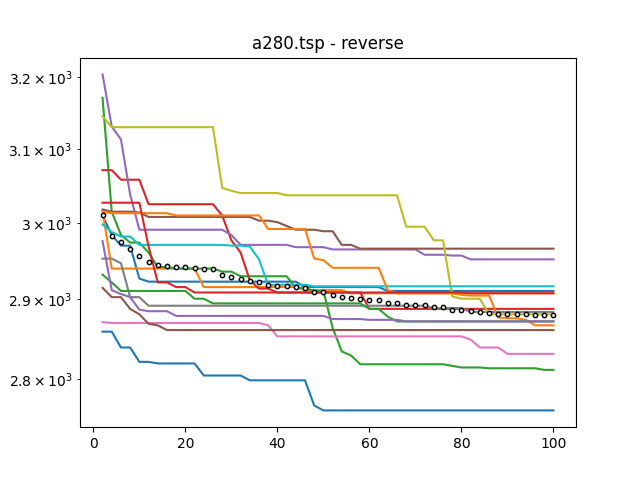 a280.tsp - reverse
3.2 × 10³
3.1 × 10³
3 × 10³
2.9 × 10³
2.8 × 10³
0 20 40 60 80 100